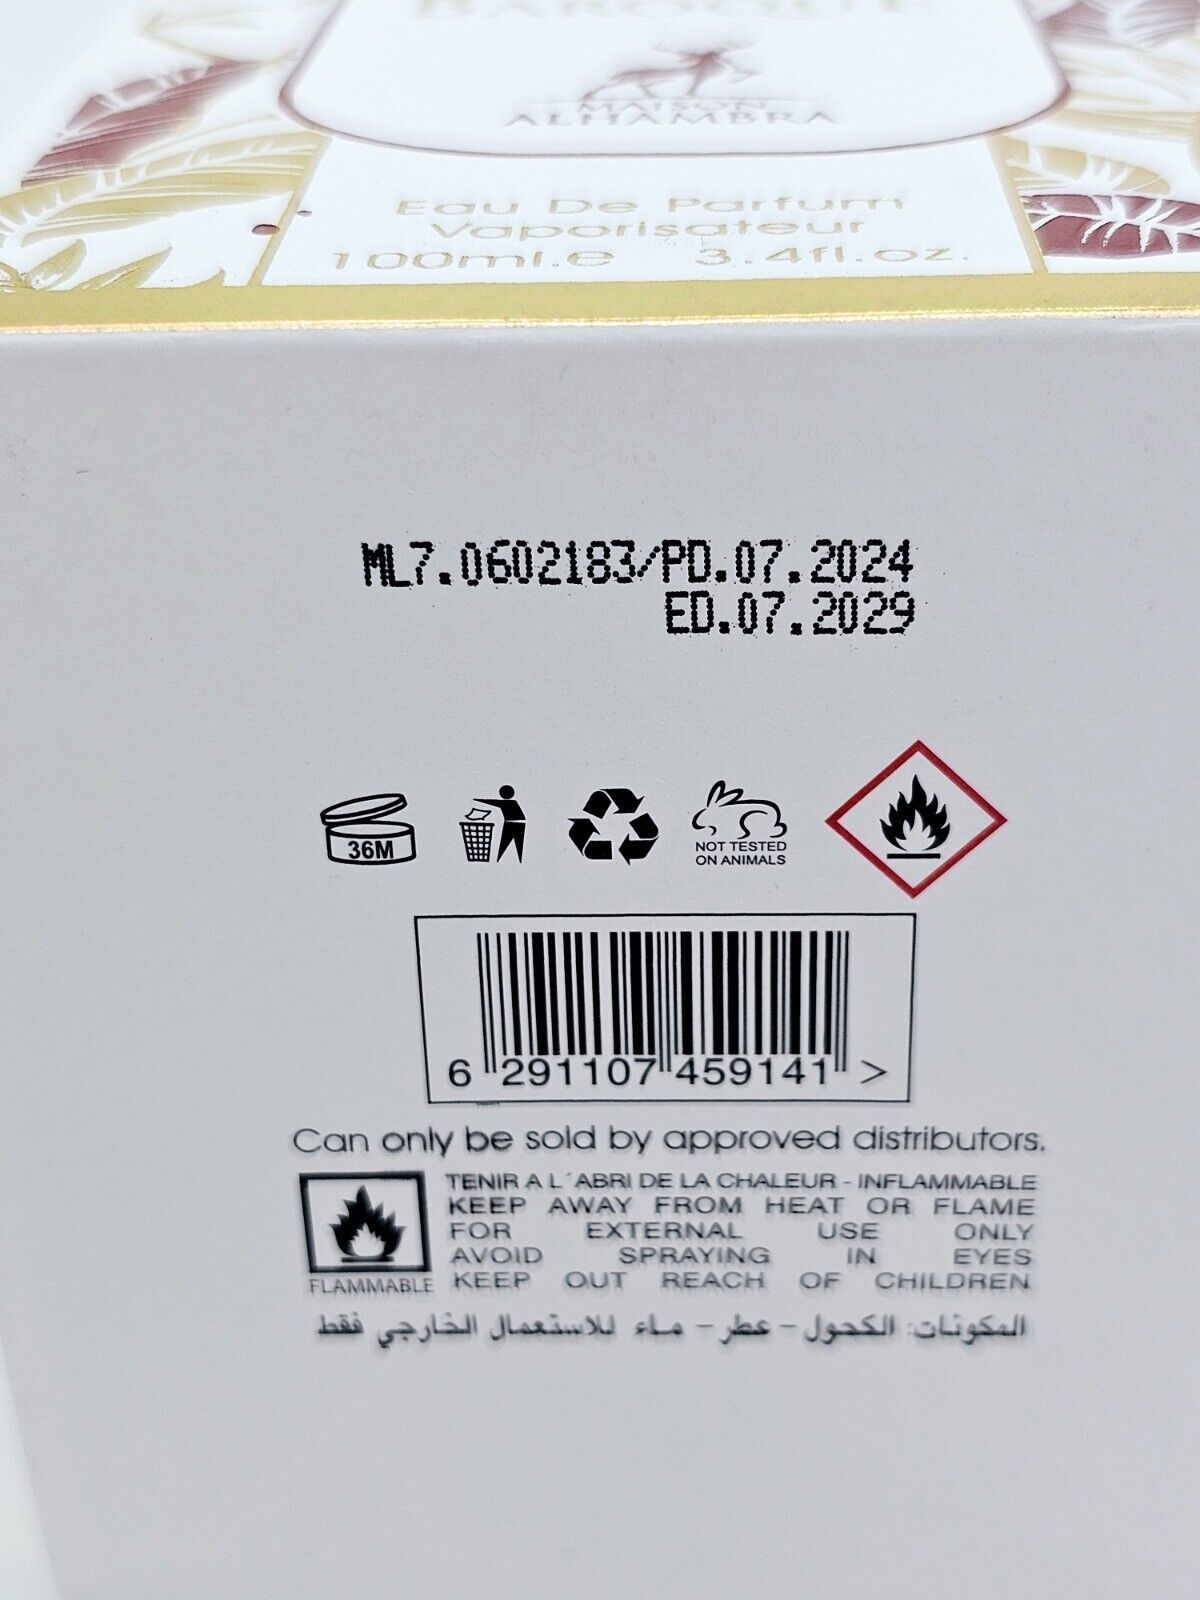 BAROQUE
MAISON
ALHAMBRA
Eau De Parfum
Vaporisateur
100ml.e 3.4fl.oz.
ML7.0602183/PD.07.2024
ED.07.2029
36M
NOT TESTED
ON ANIMALS
6 291107 459141 >
Can only be sold by approved distributors.
TENIR A L´ABRI DE LA CHALEUR - INFLAMMABLE
KEEP AWAY FROM HEAT OR FLAME
FOR EXTERNAL USE ONLY
AVOID SPRAYING IN EYES
KEEP OUT REACH OF CHILDREN
FLAMMABLE
المكونات: الكحول - عطر - ماء للاستعمال الخارجي فقط